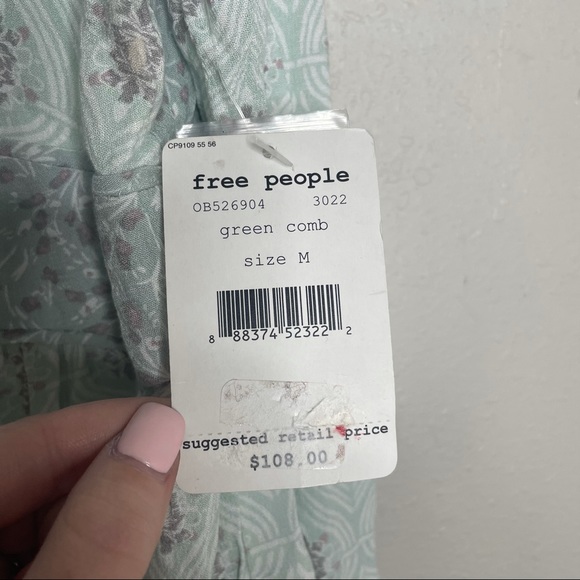 CP9109 55 56
free people
OB526904 3022
green comb
size M
8 88374 52322 2
suggested retail price
$108.00